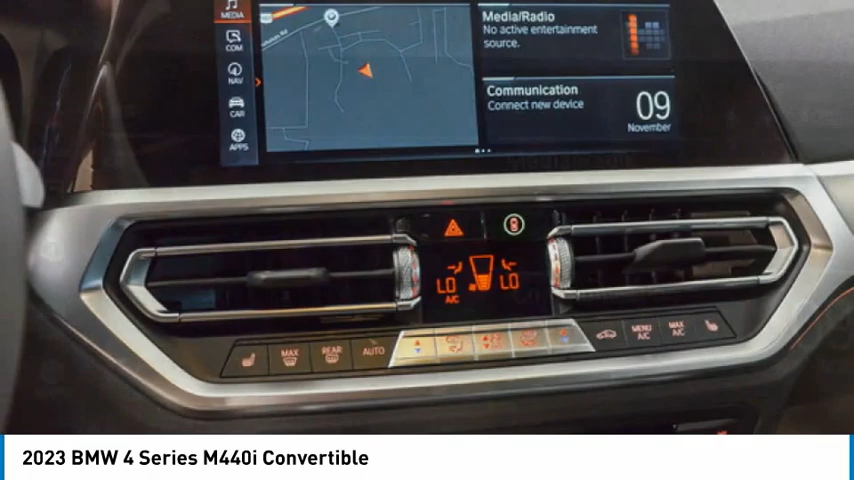 MEDIA
COM
NAV
CAR
APPS
Media/Radio
No active entertainment
source.
Communication
Connect new device
09
November
LO
LO
A/C
MAX
REAR
AUTO
MENU
A/C
MAX
A/C
2023 BMW 4 Series M440i Convertible